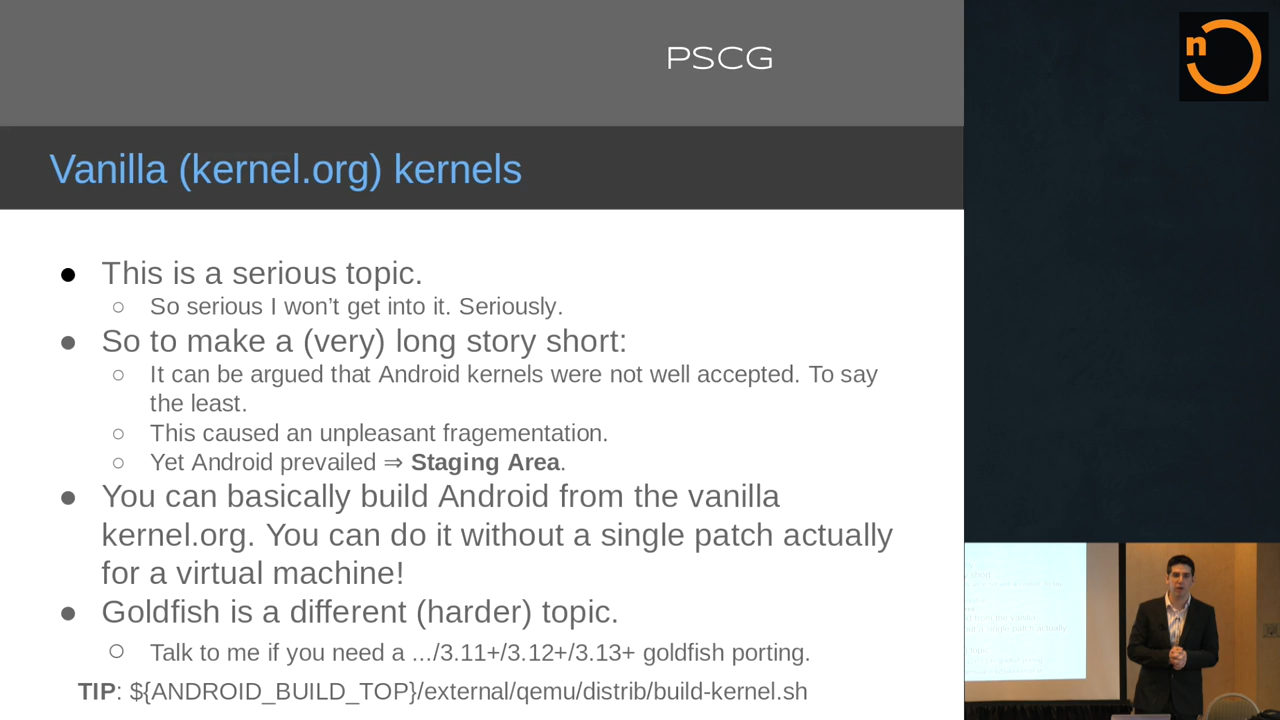 PSCG
n
Vanilla (kernel.org) kernels
● This is a serious topic.
○ So serious I won’t get into it. Seriously.
● So to make a (very) long story short:
○ It can be argued that Android kernels were not well accepted. To say
the least.
○ This caused an unpleasant fragementation.
○ Yet Android prevailed ⇒ Staging Area.
● You can basically build Android from the vanilla
kernel.org. You can do it without a single patch actually
for a virtual machine!
● Goldfish is a different (harder) topic.
○ Talk to me if you need a .../3.11+/3.12+/3.13+ goldfish porting.
TIP: ${ANDROID_BUILD_TOP}/external/qemu/distrib/build-kernel.sh